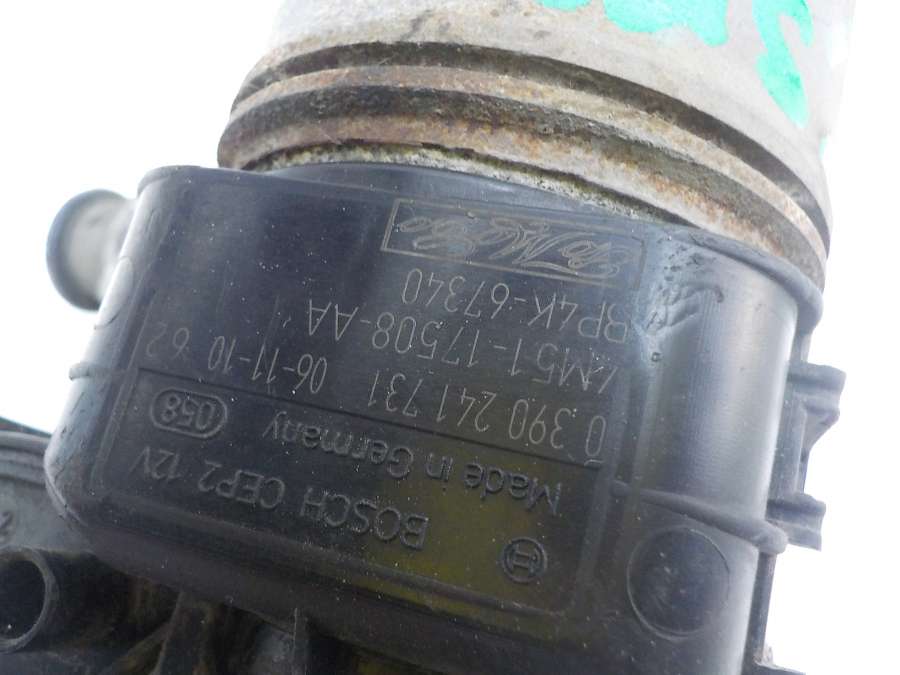 BOSCH CEP2 12V
Made in Germany 058
0 390 241 731 06-11-10 62
4M51-17508-AA
BP4K-67340
FoMoCo